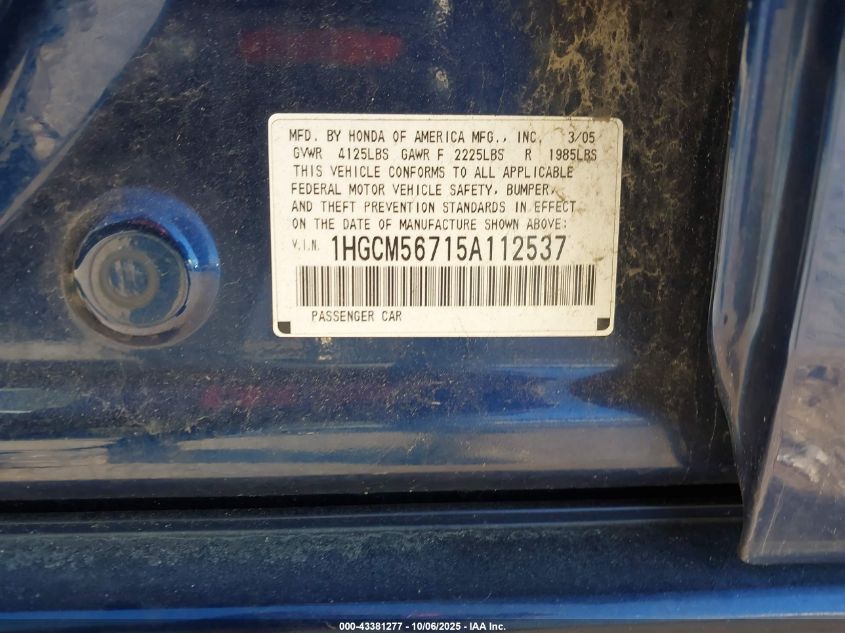 MFD. BY HONDA OF AMERICA MFG., INC. 3/05
GVWR 4125LBS GAWR F 2225LBS R 1985LBS
THIS VEHICLE CONFORMS TO ALL APPLICABLE
FEDERAL MOTOR VEHICLE SAFETY, BUMPER,
AND THEFT PREVENTION STANDARDS IN EFFECT
ON THE DATE OF MANUFACTURE SHOWN ABOVE:
V.I.N. 1HGCM56715A112537
PASSENGER CAR
000-43381277 - 10/06/2025 - IAA Inc.